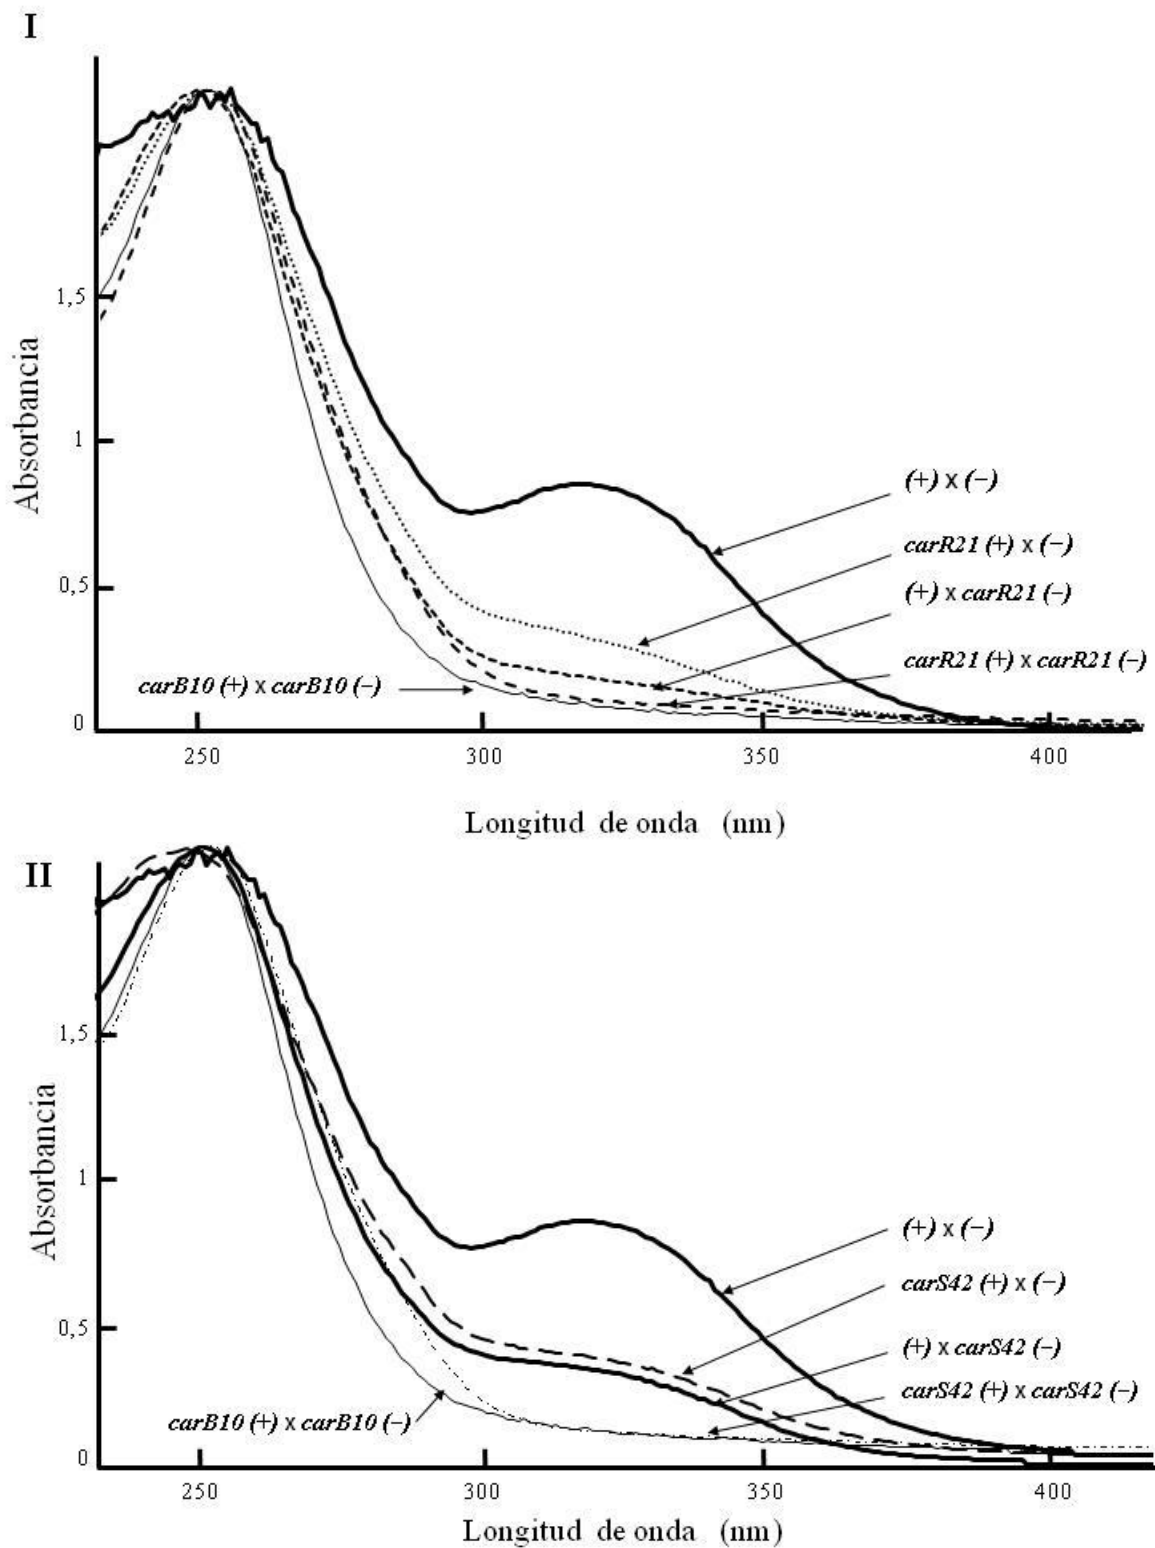 I
1,5
1
0,5
0
Absorbancia
(+) x (−)
carR21 (+) x (−)
(+) x carR21 (−)
carR21 (+) x carR21 (−)
carB10 (+) x carB10 (−)
250
300
350
400
Longitud de onda (nm)
II
1,5
1
0,5
0
Absorbancia
(+) x (−)
carS42 (+) x (−)
(+) x carS42 (−)
carS42 (+) x carS42 (−)
carB10 (+) x carB10 (−)
250
300
350
400
Longitud de onda (nm)